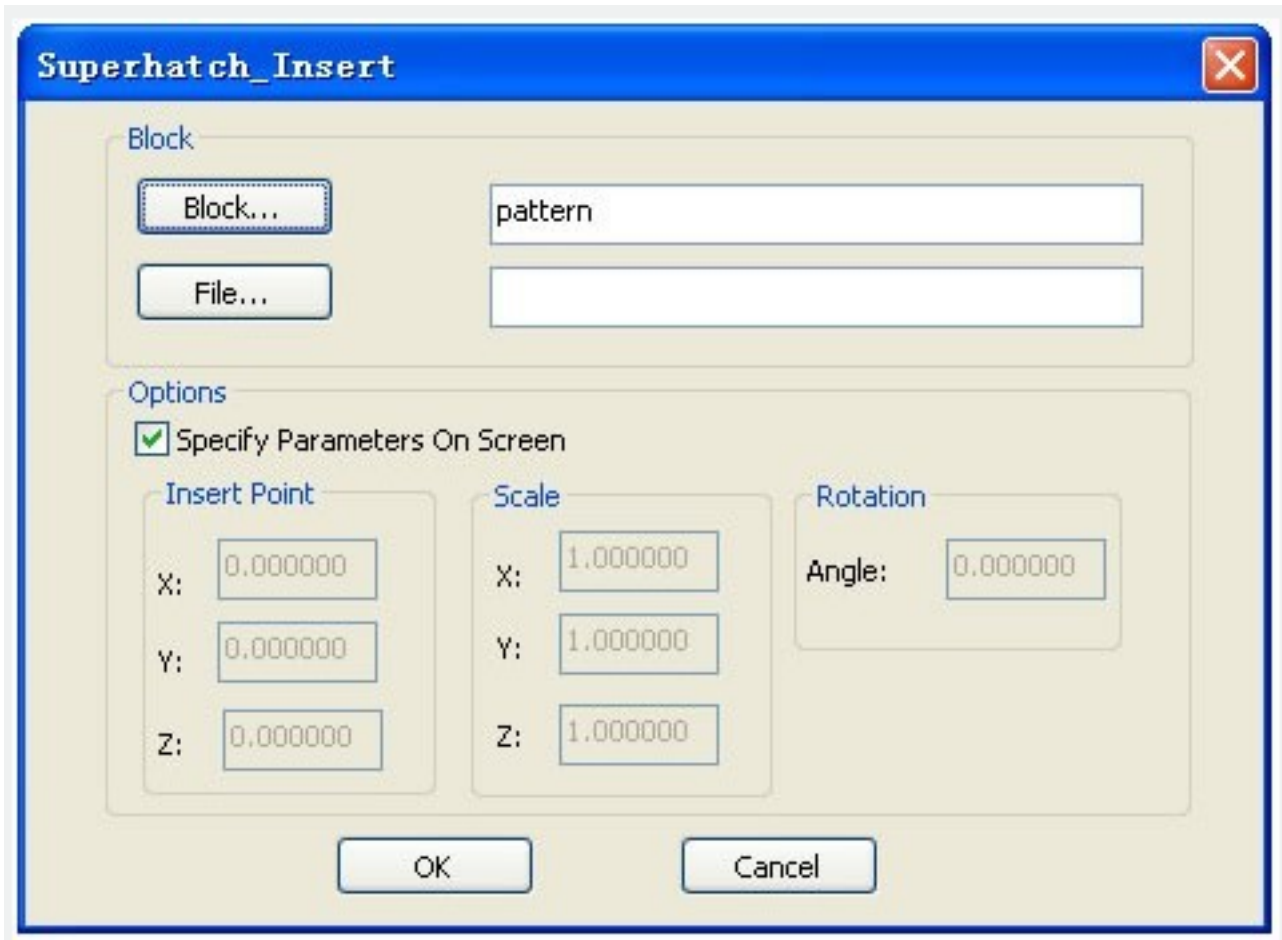 Superhatch_Insert
Block
Block...
pattern
File...
Options
Specify Parameters On Screen
Insert Point
X: 0.000000
Y: 0.000000
Z: 0.000000
Scale
X: 1.000000
Y: 1.000000
Z: 1.000000
Rotation
Angle: 0.000000
OK
Cancel